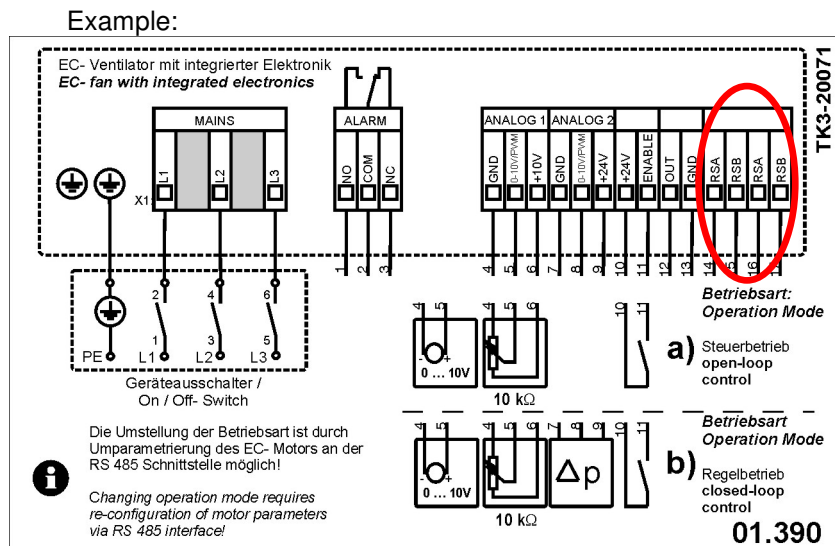 Example:
EC- Ventilator mit integrierter Elektronik
EC- fan with integrated electronics
TK3-20071
MAINS
ALARM
ANALOG 1 ANALOG 2
L1 L2 L3
NO COM NC
GND 0-10V/PWM +10V GND 0-10V/PWM +24V +24V ENABLE OUT GND RSA RSB RSA RSB
X1:
1 2 3
4 5 6 7 8 9 10 11 12 13 14 15 16 17
2 4 6
1 3 5
PE L1 L2 L3
Geräteausschalter /
On / Off- Switch
4 5 4 5 6 10 11
- +
0 ... 10V
10 kΩ
Betriebsart:
Operation Mode
a) Steuerbetrieb
open-loop
control
4 5 4 5 6 7 8 9 10 11
- +
0 ... 10V
Δp
10 kΩ
Betriebsart
Operation Mode
b) Regelbetrieb
closed-loop
control
Die Umstellung der Betriebsart ist durch
Umparametrierung des EC- Motors an der
RS 485 Schnittstelle möglich!
i
Changing operation mode requires
re-configuration of motor parameters
via RS 485 interface!
01.390